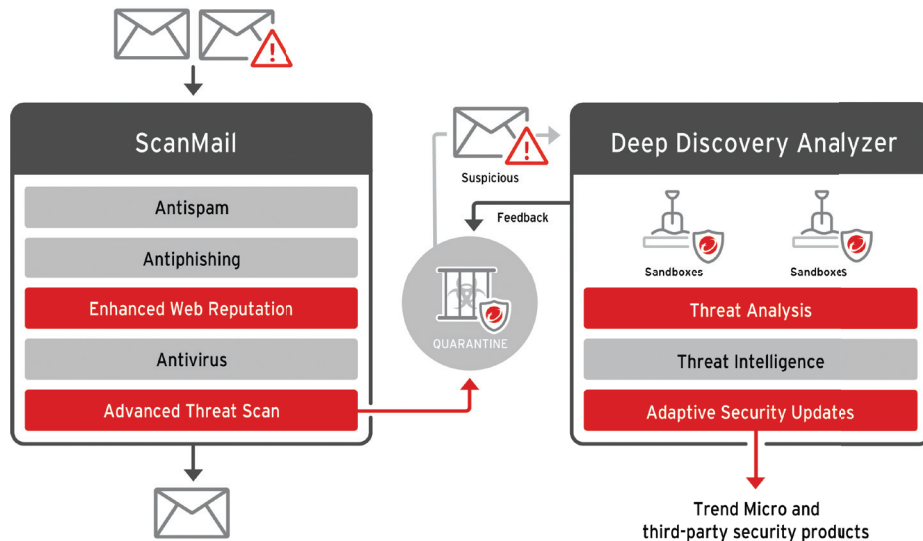 ScanMail
Antispam
Antiphishing
Enhanced Web Reputation
Antivirus
Advanced Threat Scan
Suspicious
Feedback
QUARANTINE
Deep Discovery Analyzer
Sandboxes
Sandboxes
Threat Analysis
Threat Intelligence
Adaptive Security Updates
Trend Micro and
third-party security products